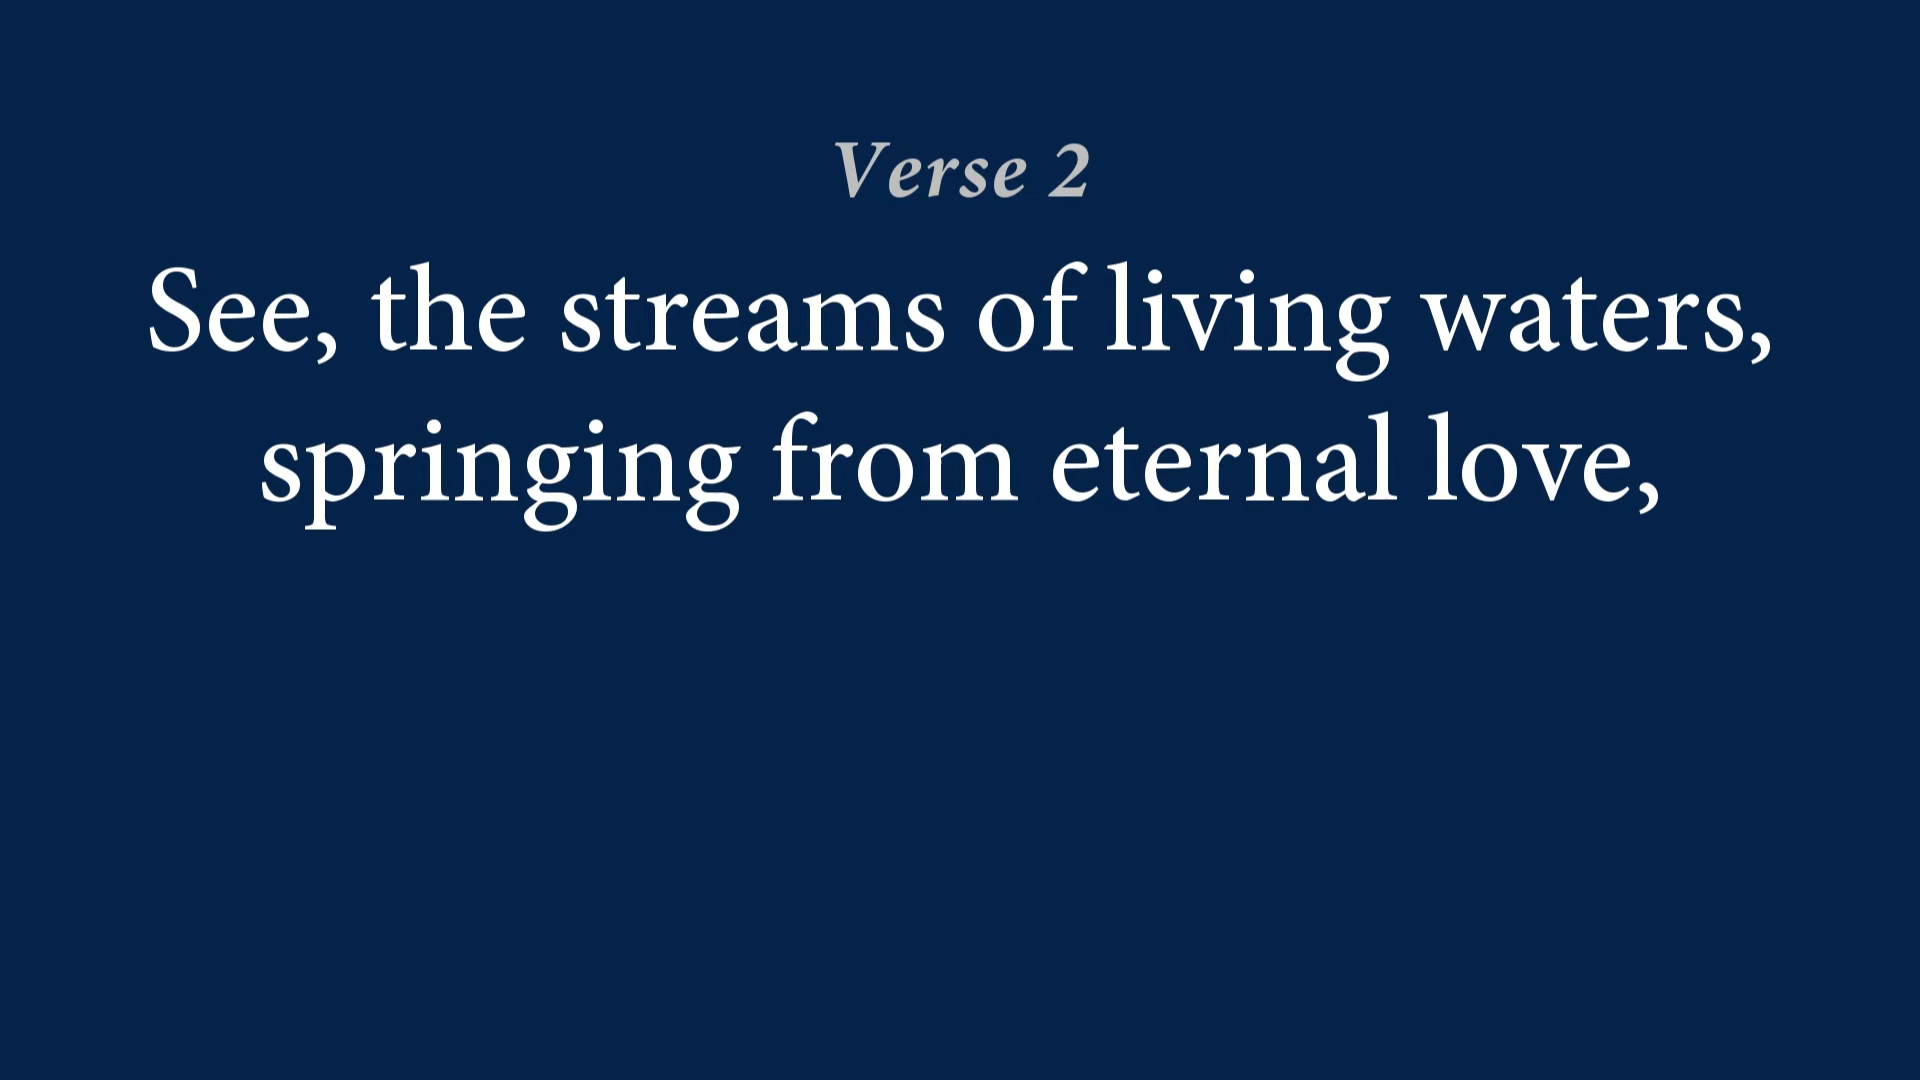 Verse 2
See, the streams of living waters,
springing from eternal love,